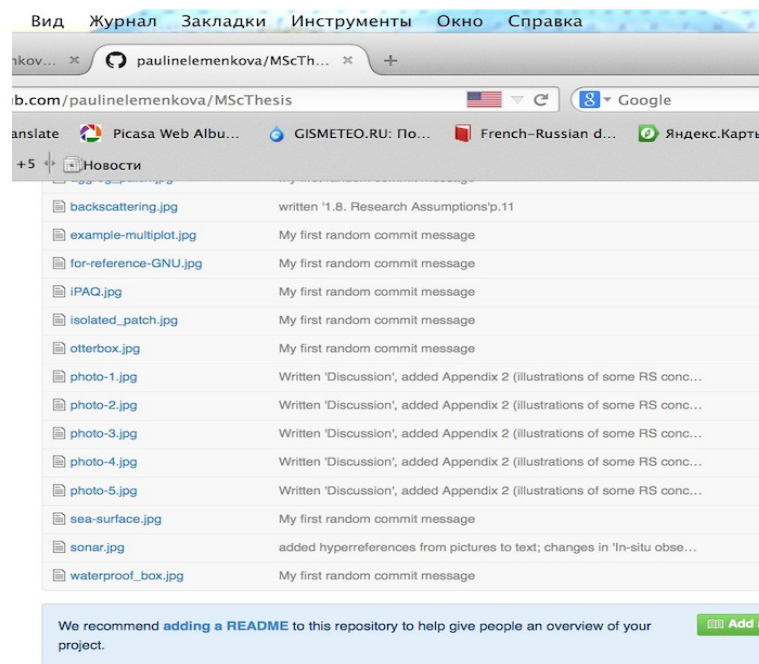 Вид Журнал Закладки Инструменты Окно Справка
nkov... × paulinelemenkova/MScTh... × +
b.com/paulinelemenkova/MScThesis Google
anslate Picasa Web Albu... GISMETEO.RU: По... French-Russian d... Яндекс.Карты
+5 Новости
backscattering.jpg written '1.8. Research Assumptions'p.11
example-multiplot.jpg My first random commit message
for-reference-GNU.jpg My first random commit message
iPAQ.jpg My first random commit message
isolated_patch.jpg My first random commit message
otterbox.jpg My first random commit message
photo-1.jpg Written 'Discussion', added Appendix 2 (illustrations of some RS conc...
photo-2.jpg Written 'Discussion', added Appendix 2 (illustrations of some RS conc...
photo-3.jpg Written 'Discussion', added Appendix 2 (illustrations of some RS conc...
photo-4.jpg Written 'Discussion', added Appendix 2 (illustrations of some RS conc...
photo-5.jpg Written 'Discussion', added Appendix 2 (illustrations of some RS conc...
sea-surface.jpg My first random commit message
sonar.jpg added hyperreferences from pictures to text; changes in 'In-situ obse...
waterproof_box.jpg My first random commit message
We recommend adding a README to this repository to help give people an overview of your Add
project.